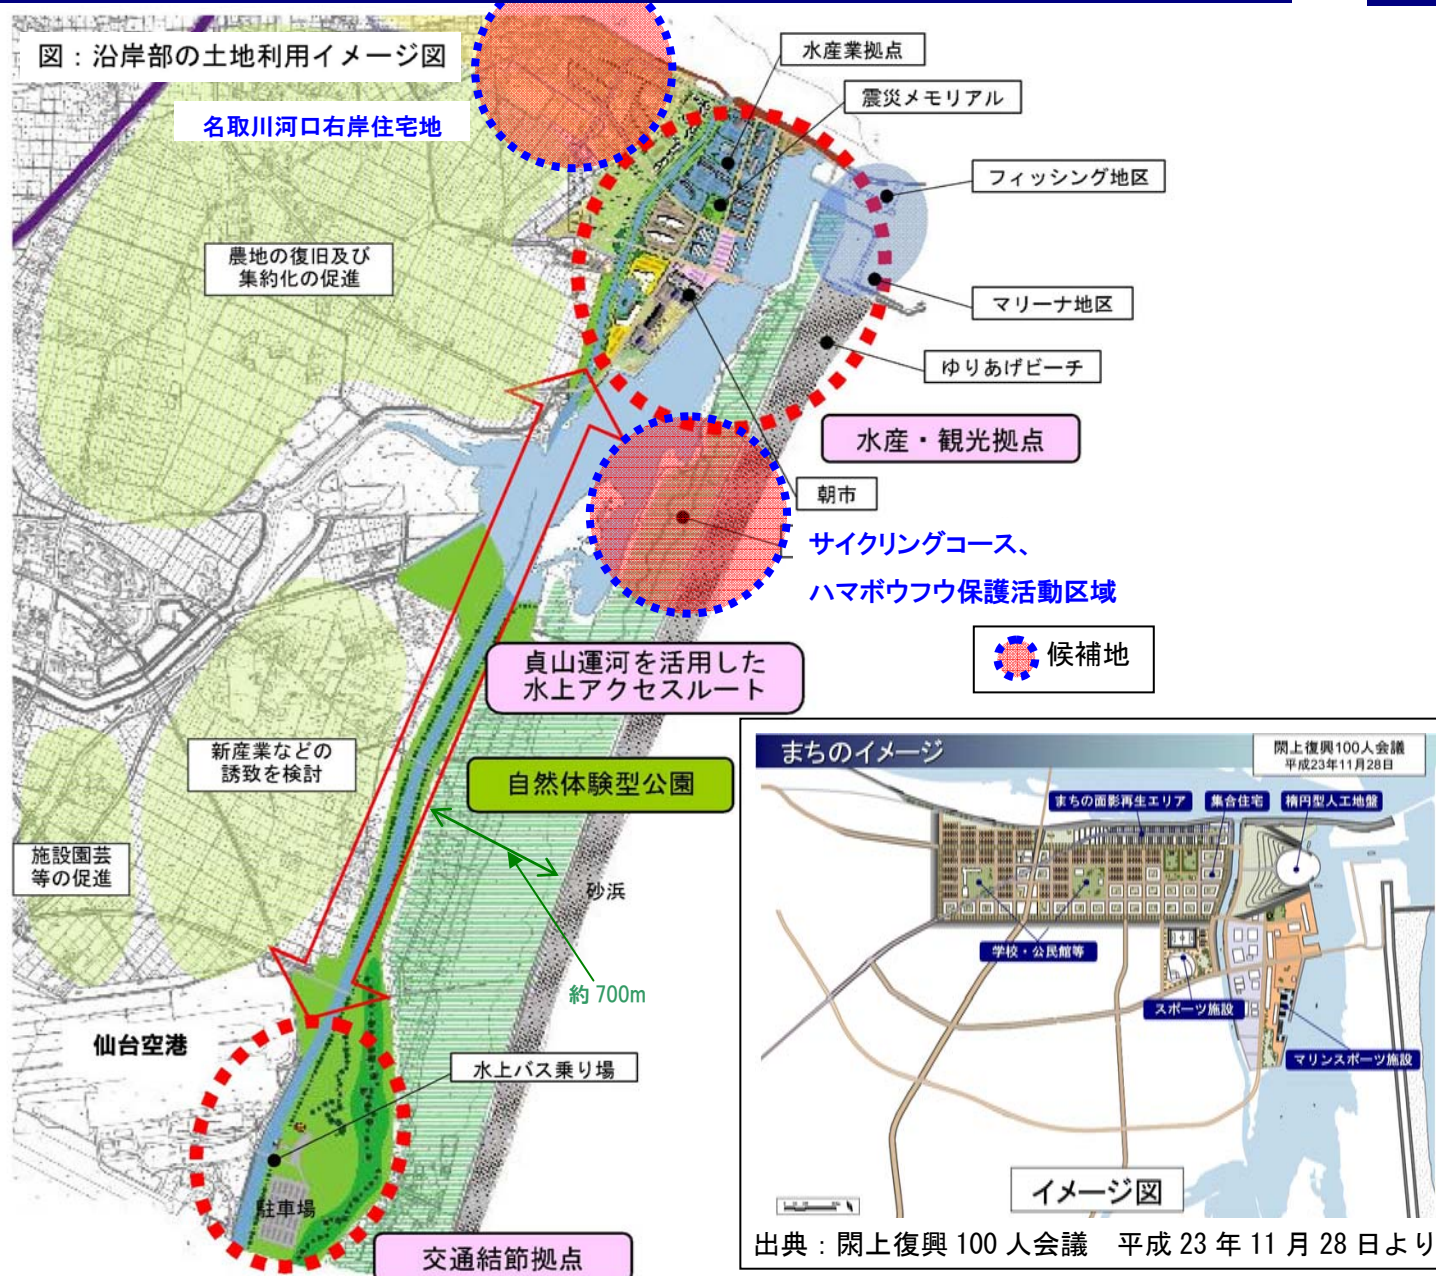 図：沿岸部の土地利用イメージ図
名取川河口右岸住宅地
水産業拠点
震災メモリアル
フィッシング地区
マリーナ地区
ゆりあげビーチ
農地の復旧及び
集約化の促進
水産・観光拠点
朝市
サイクリングコース、
ハマボウフウ保護活動区域
候補地
貞山運河を活用した
水上アクセスルート
新産業などの
誘致を検討
自然体験型公園
施設園芸
等の促進
砂浜
約700m
仙台空港
水上バス乗り場
駐車場
交通結節拠点
まちのイメージ
閖上復興100人会議
平成23年11月28日
まちの面影再生エリア
集合住宅
楕円型人工地盤
学校・公民館等
スポーツ施設
マリンスポーツ施設
イメージ図
出典：閖上復興 100 人会議　平成 23 年 11 月 28 日より